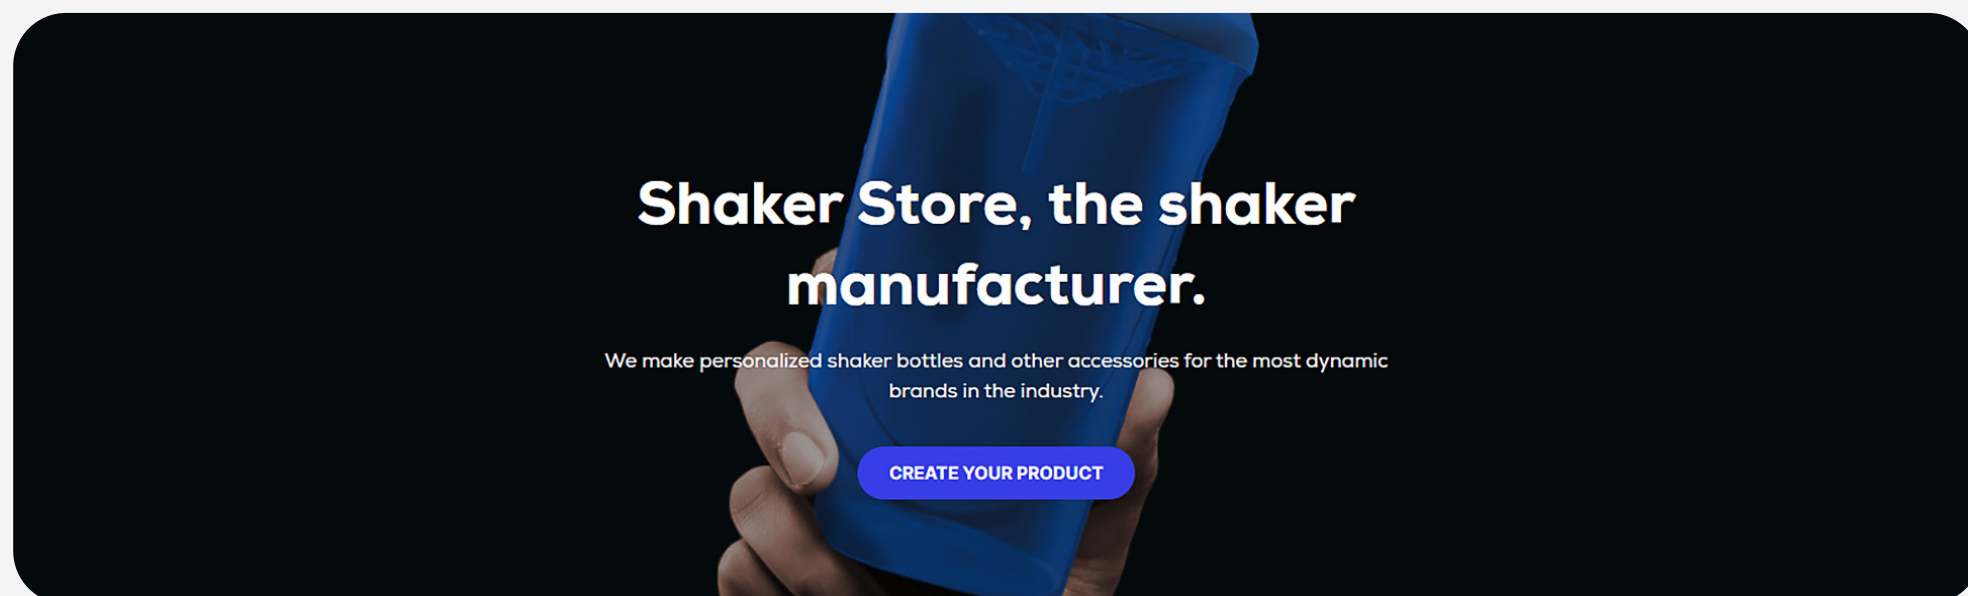 Shaker Store, the shaker
manufacturer.
We make personalized shaker bottles and other accessories for the most dynamic
brands in the industry.
CREATE YOUR PRODUCT